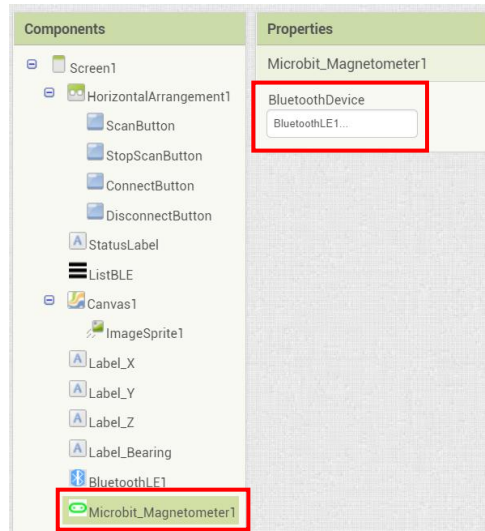 Components
Screen1
HorizontalArrangement1
ScanButton
StopScanButton
ConnectButton
DisconnectButton
StatusLabel
ListBLE
Canvas1
ImageSprite1
Label_X
Label_Y
Label_Z
Label_Bearing
BluetoothLE1
Microbit_Magnetometer1
Properties
Microbit_Magnetometer1
BluetoothDevice
BluetoothLE1...